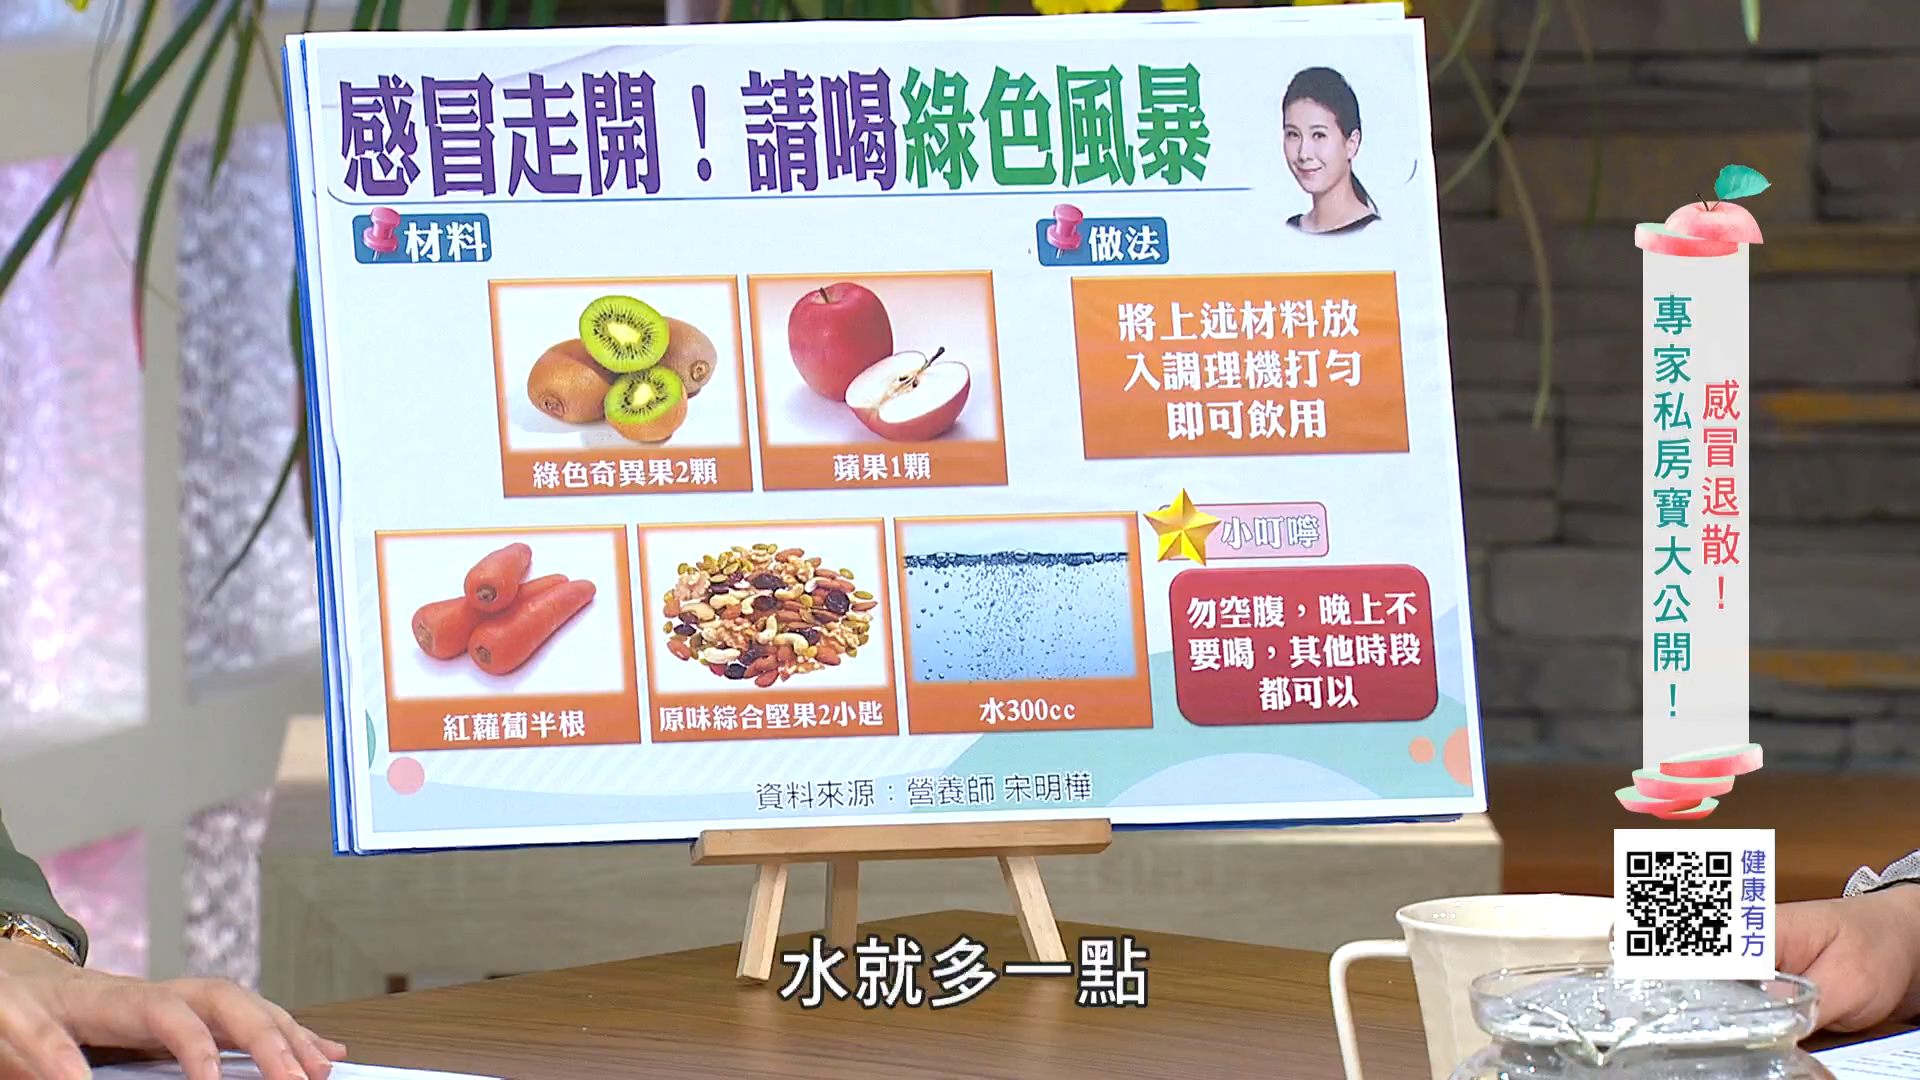 感冒走開！請喝綠色風暴
材料
綠色奇異果2顆
蘋果1顆
紅蘿蔔半根
原味綜合堅果2小匙
水300cc
做法
將上述材料放
入調理機打勻
即可飲用
小叮嚀
勿空腹，晚上不
要喝，其他時段
都可以
資料來源：營養師 宋明樺
感冒退散！
專家私房寶大公開！
健康有方
水就多一點